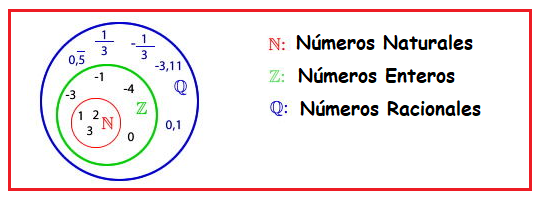 1/3
-1/3
0,5̅
-3,11
ℚ
-1
-3
-4
ℤ
1 2
3
ℕ
0
0,1
ℕ: Números Naturales
ℤ: Números Enteros
ℚ: Números Racionales